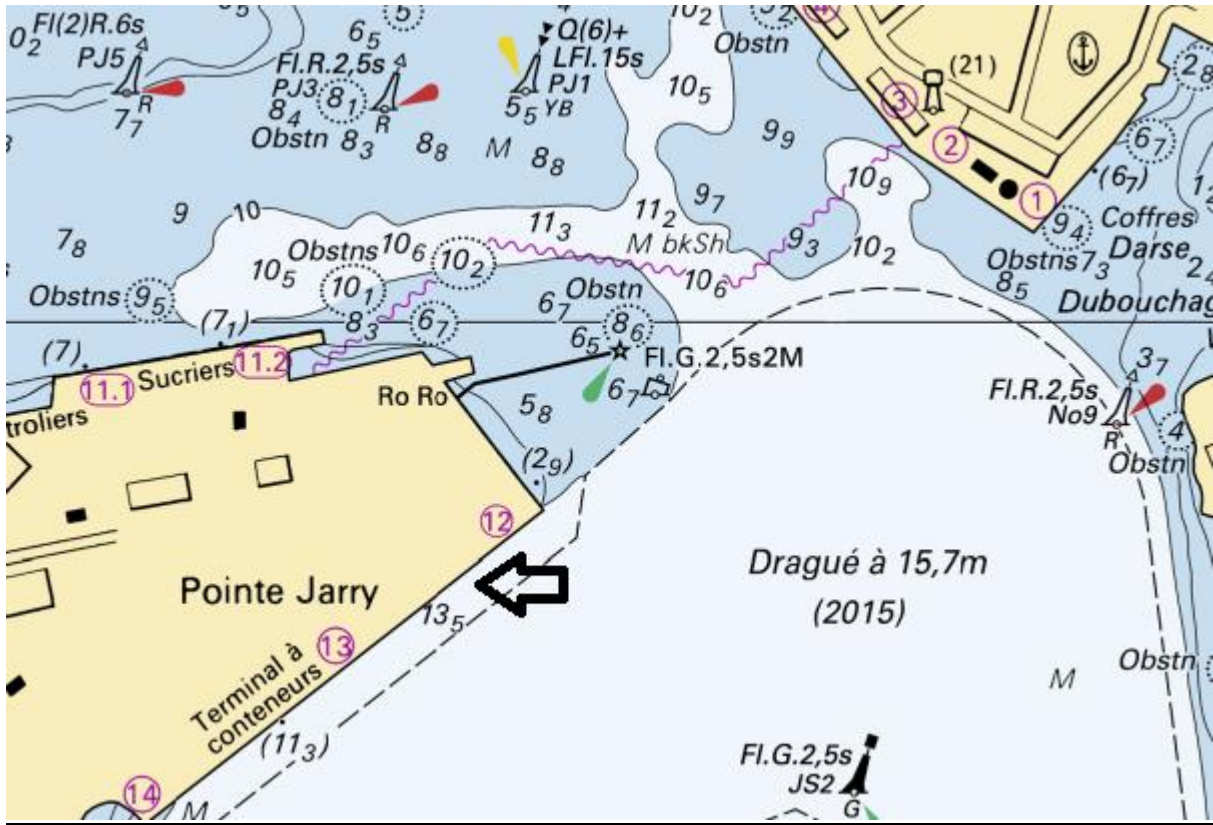 0₂
Fl(2)R.6s
PJ5
R
7₇
5
6₅
Fl.R.2,5s
PJ3
8₁
8₄
R
Obstn
8₃
8₈
Q(6)+
LFl.15s
PJ1
5₅ YB
M
8₈
10₂
Obstn
10₅
9₉
(21)
3
2
1
2₈
6₇
(6₇)
9₄
Coffres
Darse
2₄
Obstns
7₃
8₅
9
10
7₈
11₃
11₂
9₇
10₉
M bkSh
9₃
10₂
10₆
Obstns
10₆
10₂
10₅
10₁
Obstns
9₅
8₃
6₇
6₇
Obstn
8₆
6₅
Fl.G.2,5s2M
6₇
(7₁)
(7)
11.1
Sucriers
11.2
troliers
Ro Ro
5₈
(2₉)
3₇
Fl.R.2,5s
No9
R
4
Obstn
12
Pointe Jarry
13₅
13
Terminal à
conteneurs
(11₃)
14
M
Dragué à 15,7m
(2015)
Obstn
M
Fl.G.2,5s
JS2
G